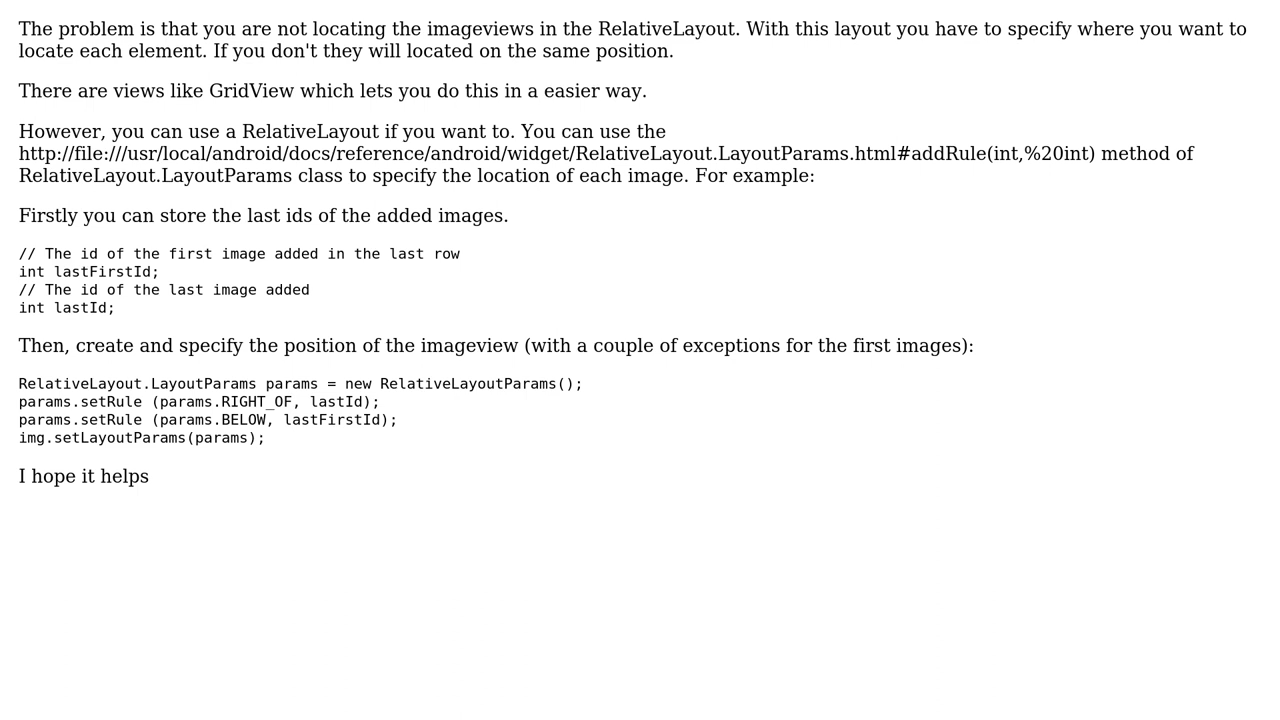 The problem is that you are not locating the imageviews in the RelativeLayout. With this layout you have to specify where you want to
locate each element. If you don't they will located on the same position.
There are views like GridView which lets you do this in a easier way.
However, you can use a RelativeLayout if you want to. You can use the
http://file:///usr/local/android/docs/reference/android/widget/RelativeLayout.LayoutParams.html#addRule(int,%20int) method of
RelativeLayout.LayoutParams class to specify the location of each image. For example:
Firstly you can store the last ids of the added images.
// The id of the first image added in the last row
int lastFirstId;
// The id of the last image added
int lastId;
Then, create and specify the position of the imageview (with a couple of exceptions for the first images):
RelativeLayout.LayoutParams params = new RelativeLayoutParams();
params.setRule (params.RIGHT_OF, lastId);
params.setRule (params.BELOW, lastFirstId);
img.setLayoutParams(params);
I hope it helps